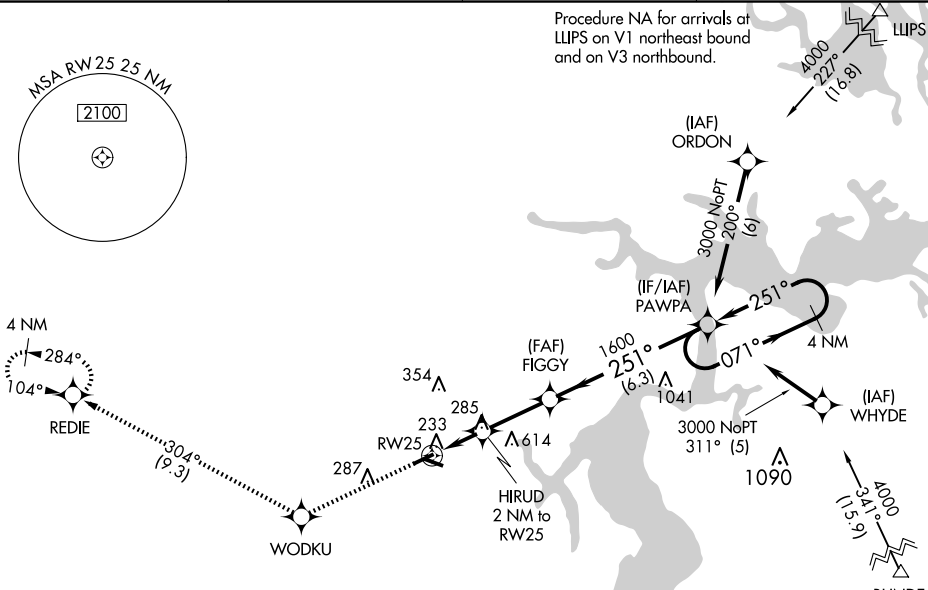 Procedure NA for arrivals at
LLIPS on V1 northeast bound
and on V3 northbound.
LLIPS
4000
227°
(16.8)
MSA RW 25 25 NM
2100
(IAF)
ORDON
3000 NoPT
200°
(6)
(IF/IAF)
PAWPA
251°
071°
4 NM
4 NM
284°
104°
REDIE
(FAF)
FIGGY
1600
251°
(6.3)
1041
354
285
233
614
RW25
287
HIRUD
2 NM to
RW25
(IAF)
WHYDE
3000 NoPT
311° (5)
1090
304°
(9.3)
WODKU
4000
341°
(15.9)